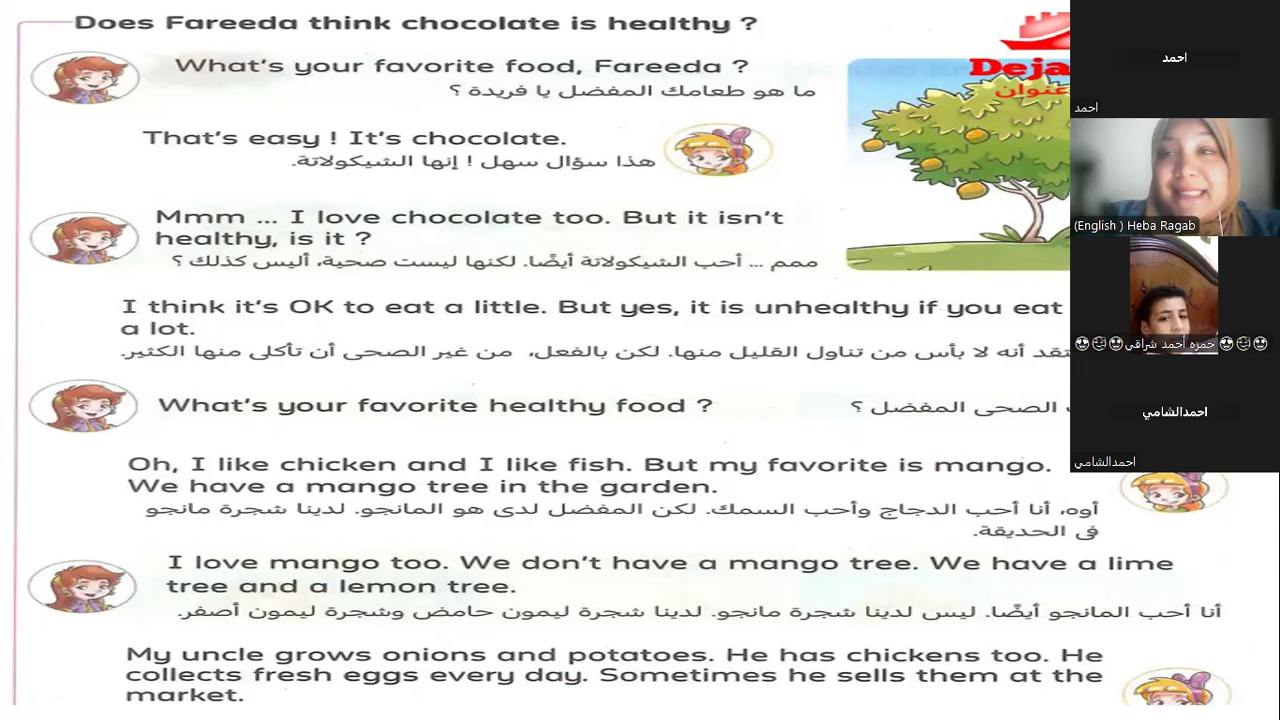 Does Fareeda think chocolate is healthy ?
What's your favorite food, Fareeda ?
ما هو طعامك المفضل يا فريدة ؟
That's easy ! It's chocolate.
هذا سؤال سهل ! إنها الشيكولاتة.
Mmm ... I love chocolate too. But it isn't
healthy, is it ?
ممم ... أحب الشيكولاتة أيضًا. لكنها ليست صحية، أليس كذلك ؟
I think it's OK to eat a little. But yes, it is unhealthy if you eat
a lot.
أنه لا بأس من تناول القليل منها. لكن بالفعل، من غير الصحى أن تأكلى منها الكثير.
What's your favorite healthy food ?
الصحى المفضل ؟
Oh, I like chicken and I like fish. But my favorite is mango.
We have a mango tree in the garden.
أوه، أنا أحب الدجاج وأحب السمك. لكن المفضل لدى هو المانجو. لدينا شجرة مانجو
فى الحديقة.
I love mango too. We don't have a mango tree. We have a lime
tree and a lemon tree.
أنا أحب المانجو أيضًا. ليس لدينا شجرة مانجو. لدينا شجرة ليمون حامض وشجرة ليمون أصفر.
My uncle grows onions and potatoes. He has chickens too. He
collects fresh eggs every day. Sometimes he sells them at the
market.
Deja
عنوان
احمد
احمد
(English ) Heba Ragab
حمزه احمد شراقي
احمدالشامي
احمدالشامي